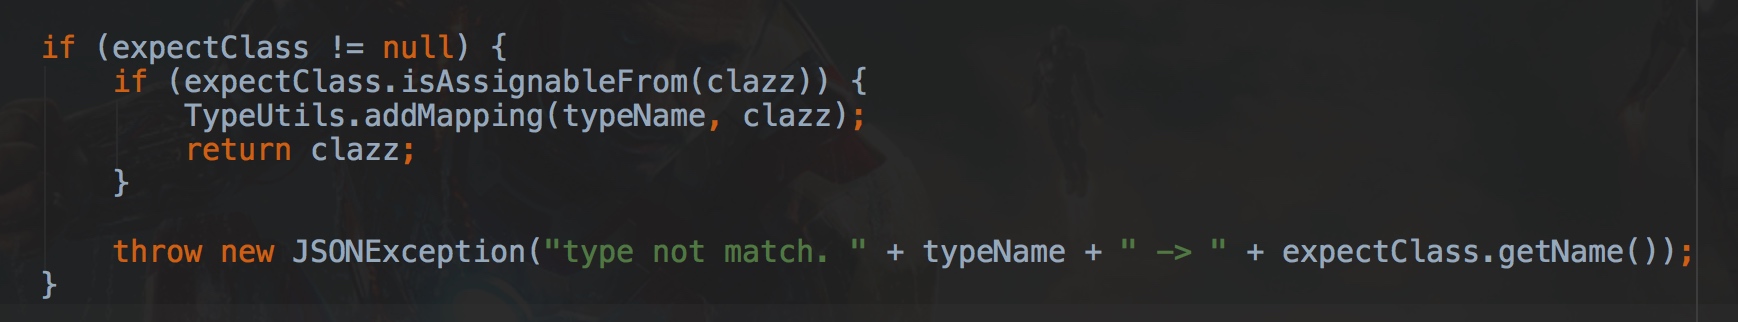 if (expectClass != null) {
    if (expectClass.isAssignableFrom(clazz)) {
        TypeUtils.addMapping(typeName, clazz);
        return clazz;
    }

    throw new JSONException("type not match. " + typeName + " -> " + expectClass.getName());
}